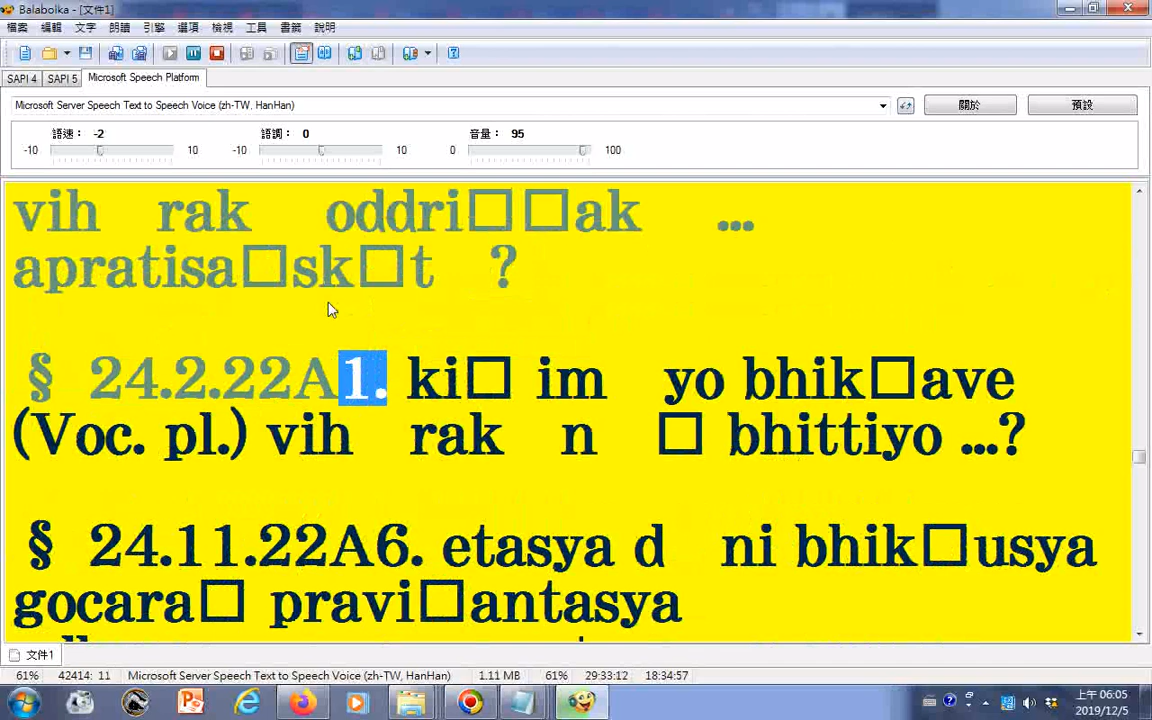 Balabolka - [文件1]
檔案 編輯 文字 朗讀 引擎 選項 檢視 工具 書籤 說明
SAPI 4 SAPI 5 Microsoft Speech Platform
Microsoft Server Speech Text to Speech Voice (zh-TW, HanHan) 關於 預設
語速： -2 語調： 0 音量： 95
-10 10 -10 10 0 100
vih rak oddri□□ak ...
apratisa□sk□t ?
§ 24.2.22A1. ki□ im yo bhik□ave
(Voc. pl.) vih rak n □ bhittiyo ...?
§ 24.11.22A6. etasya d ni bhik□usya
gocara□ pravi□antasya
文件1
61% 42414: 11 Microsoft Server Speech Text to Speech Voice (zh-TW, HanHan) 1.11 MB 61% 29:33:12 18:34:57
上午 06:05
2019/12/5